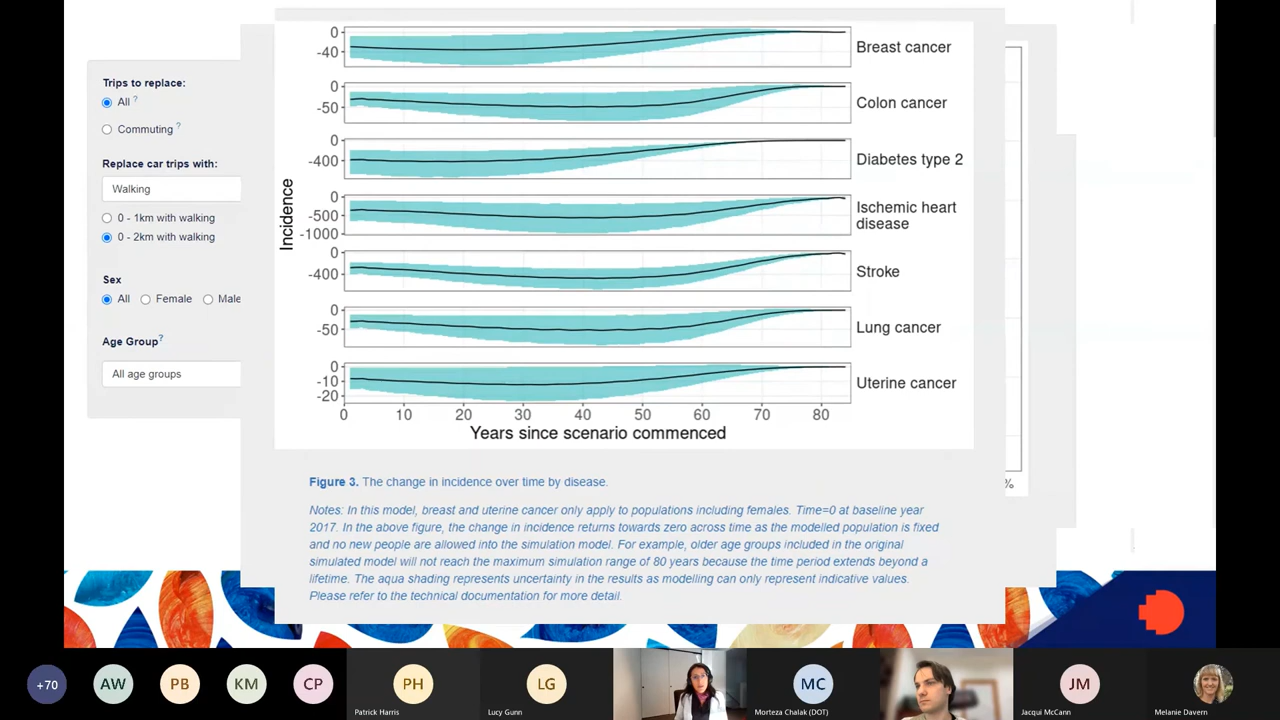 Trips to replace:
All ?
Commuting ?
Replace car trips with:
Walking
0 - 1km with walking
0 - 2km with walking
Sex
All Female Male
Age Group?
All age groups
Incidence
0
-40
Breast cancer
0
-50
Colon cancer
0
-400
Diabetes type 2
0
-500
-1000
Ischemic heart
disease
0
-400
Stroke
0
-50
Lung cancer
0
-10
-20
Uterine cancer
0 10 20 30 40 50 60 70 80
Years since scenario commenced
%
Figure 3. The change in incidence over time by disease.
Notes: In this model, breast and uterine cancer only apply to populations including females. Time=0 at baseline year
2017. In the above figure, the change in incidence returns towards zero across time as the modelled population is fixed
and no new people are allowed into the simulation model. For example, older age groups included in the original
simulated model will not reach the maximum simulation range of 80 years because the time period extends beyond a
lifetime. The aqua shading represents uncertainty in the results as modelling can only represent indicative values.
Please refer to the technical documentation for more detail.
+70 AW PB KM CP PH LG MC JM
Patrick Harris Lucy Gunn Morteza Chalak (DOT) Jacqui McCann Melanie Davern